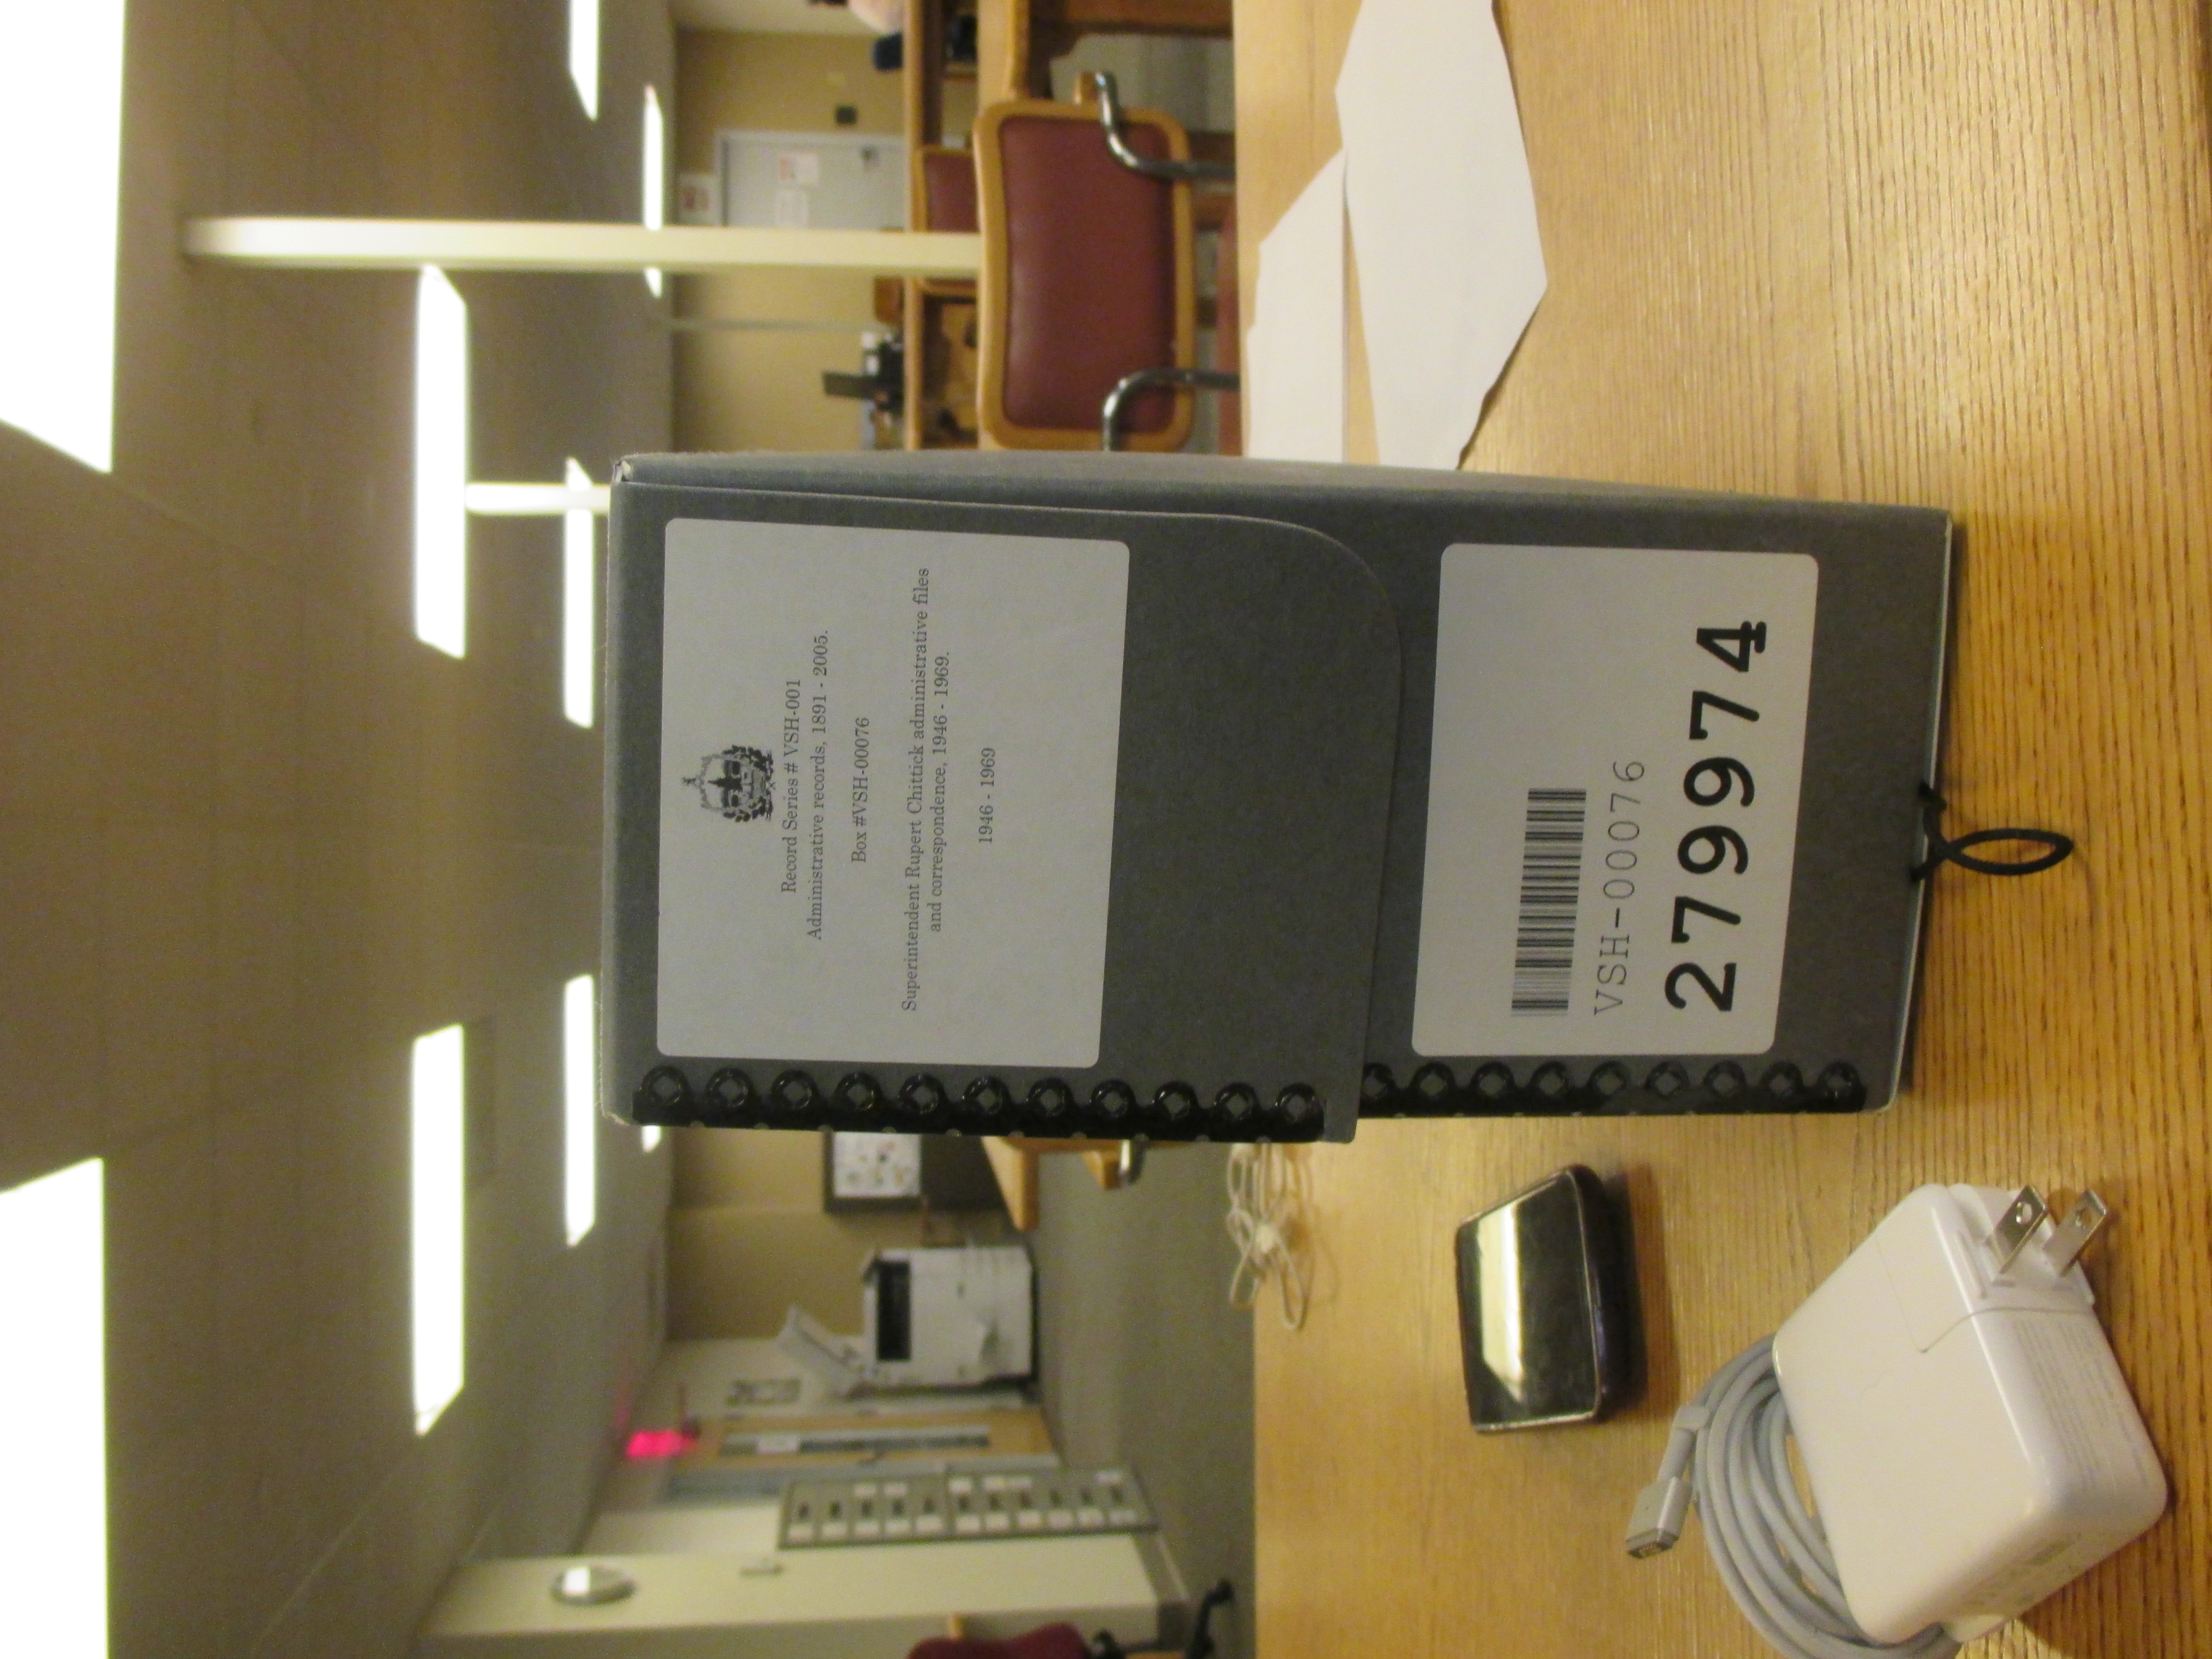 Record Series # VSH-001
Administrative records, 1891 - 2005.
Box #VSH-00076
Superintendent Rupert Chittick administrative files
and correspondence, 1946 - 1969.
1946 - 1969
VSH-00076
279974